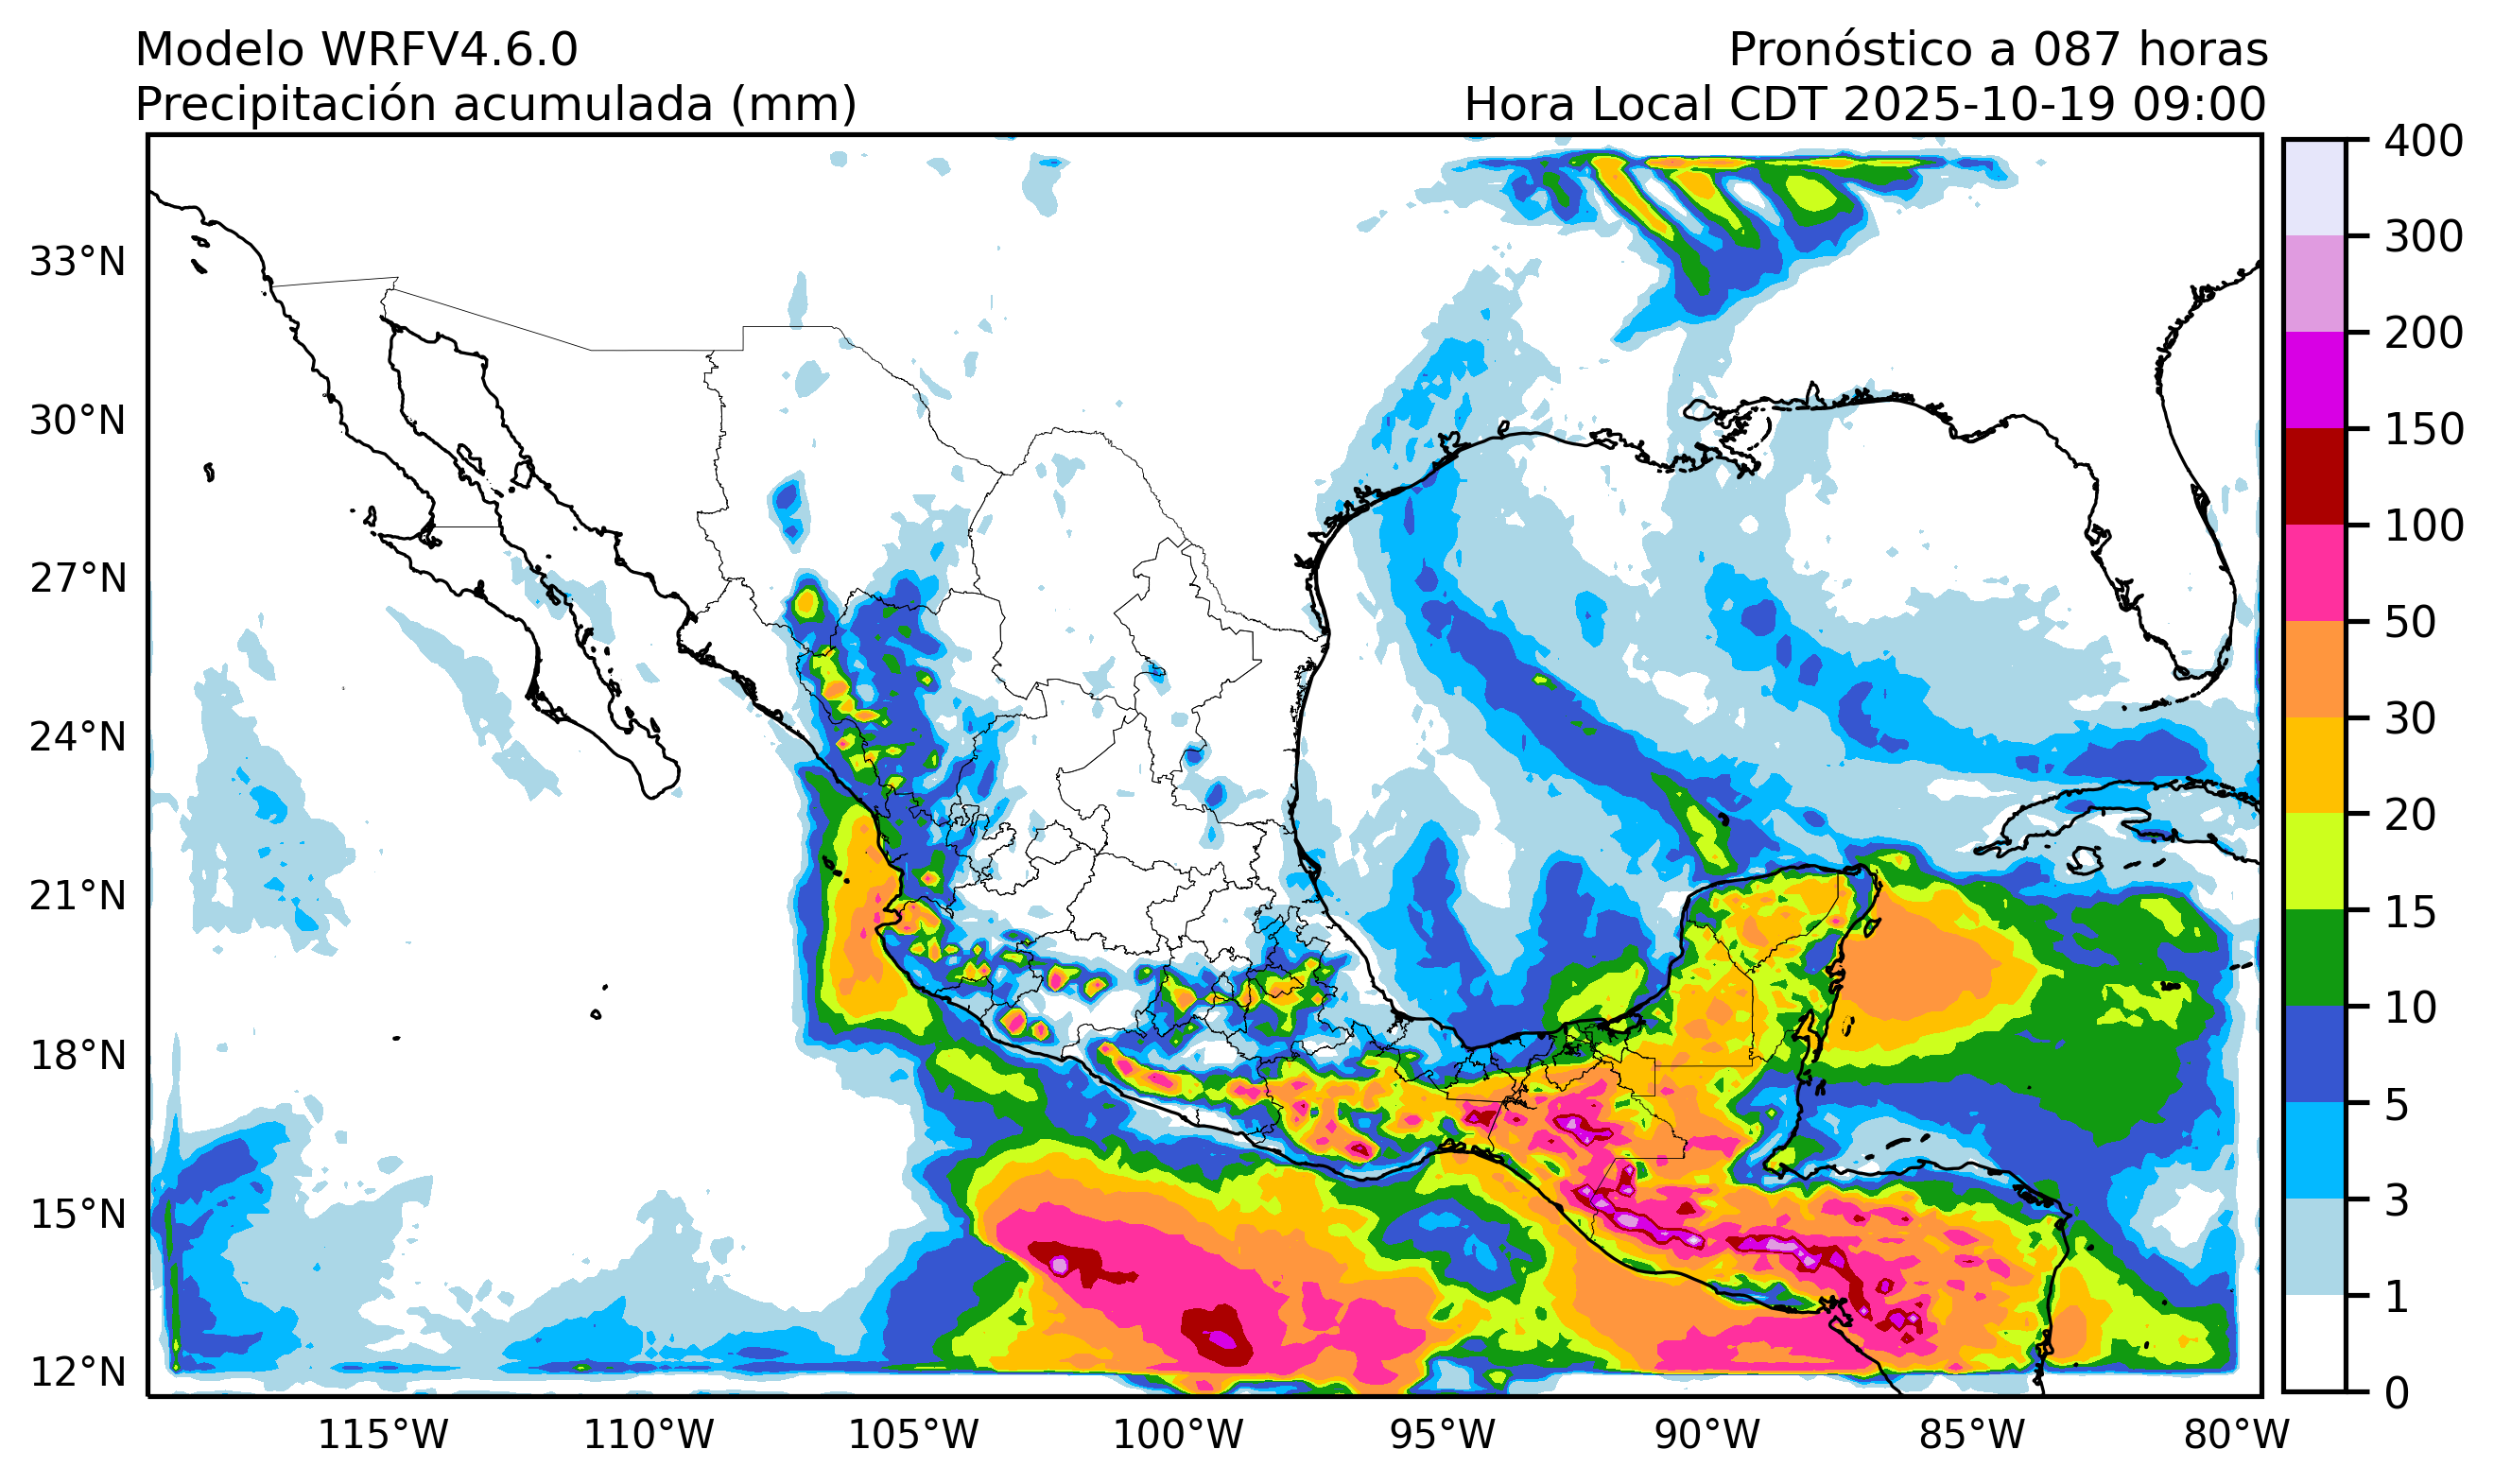 Modelo WRFV4.6.0
Pronóstico a 087 horas
Precipitación acumulada (mm)
Hora Local CDT 2025-10-19 09:00
33°N
30°N
27°N
24°N
21°N
18°N
15°N
12°N
115°W
110°W
105°W
100°W
95°W
90°W
85°W
80°W
400
300
200
150
100
50
30
20
15
10
5
3
1
0